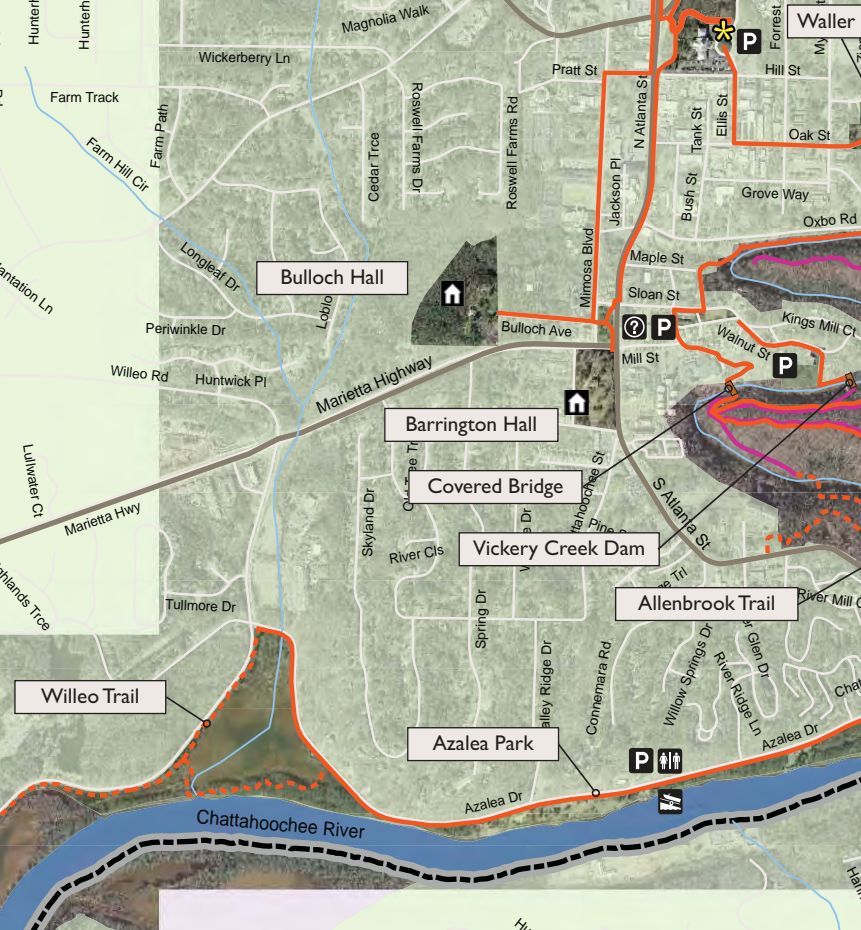 Magnolia Walk
Waller
Forrest
P
Wickerberry Ln
Pratt St
Hill St
Farm Track
Farm Path
Roswell Farms Dr
Roswell Farms Rd
N Atlanta St
Tank St
Ellis St
Oak St
Farm Hill Cir
Cedar Trce
Jackson Pl
Bush St
Grove Way
Oxbo Rd
Longleaf Dr
Bulloch Hall
Mimosa Blvd
Maple St
Sloan St
Periwinkle Dr
Bulloch Ave
?
P
Kings Mill Ct
Walnut St
Mill St
P
Willeo Rd
Huntwick Pl
Marietta Highway
Barrington Hall
Lullwater Ct
Marietta Hwy
Covered Bridge
Skyland Dr
S Atlanta St
River Cls
Vickery Creek Dam
Tullmore Dr
Allenbrook Trail
Spring Dr
Connemara Rd
Willow Springs Dr
River Ridge Ln
Willeo Trail
Azalea Park
Azalea Dr
P
Azalea Dr
Chattahoochee River